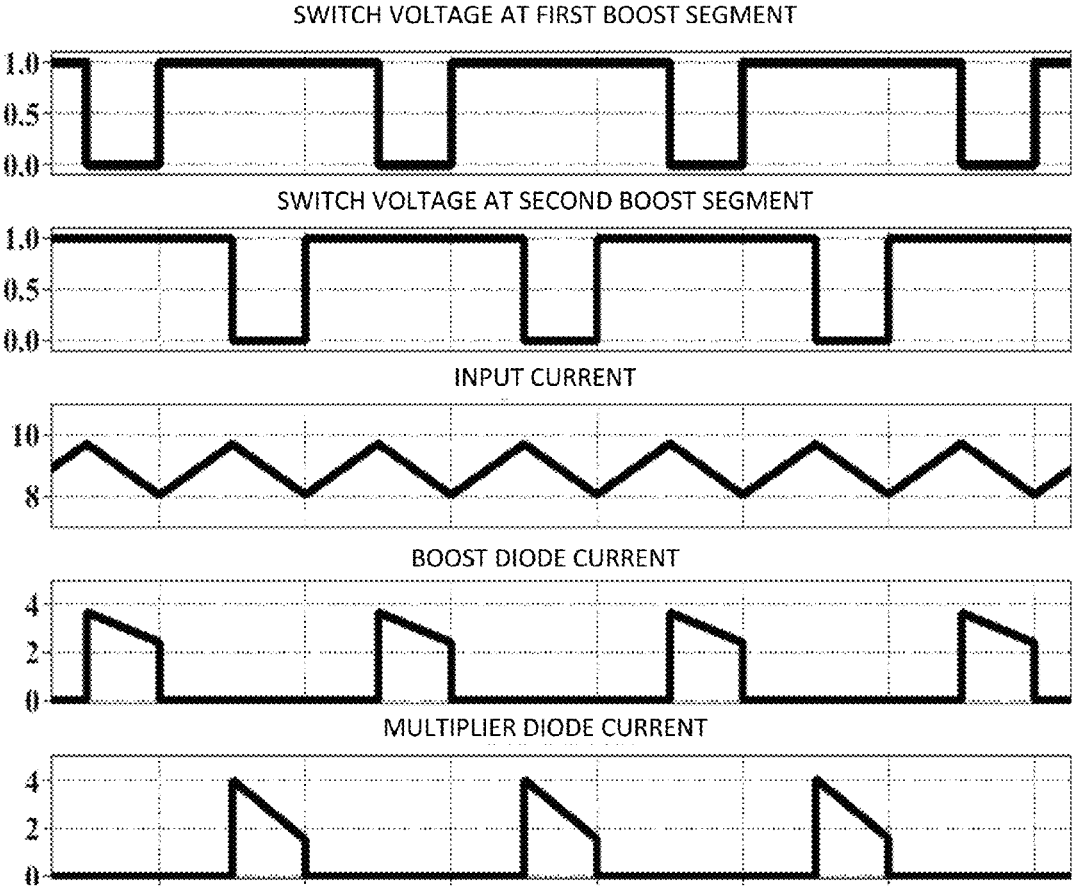 SWITCH VOLTAGE AT FIRST BOOST SEGMENT
1.0
0.5
0.0
SWITCH VOLTAGE AT SECOND BOOST SEGMENT
1.0
0.5
0.0
INPUT CURRENT
10
8
BOOST DIODE CURRENT
4
2
0
MULTIPLIER DIODE CURRENT
4
2
0